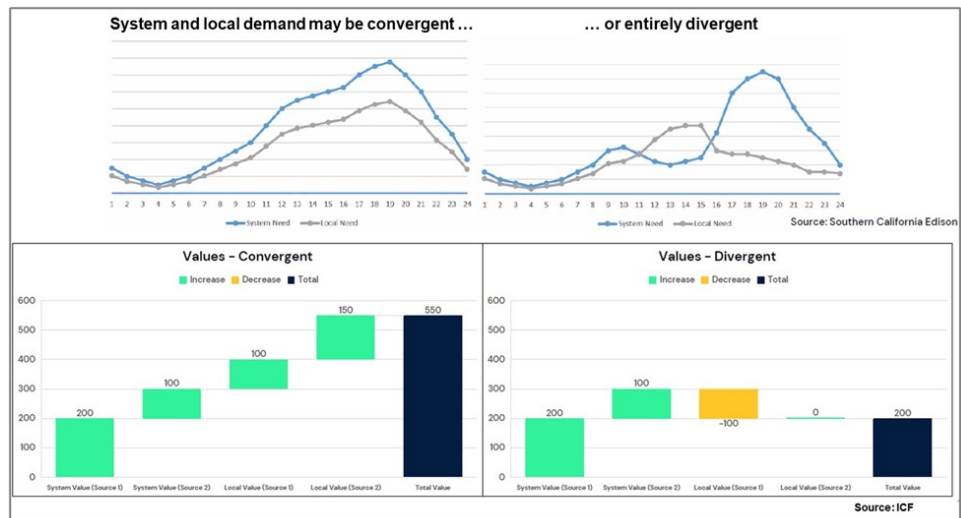 System and local demand may be convergent ...
... or entirely divergent
1 2 3 4 5 6 7 8 9 10 11 12 13 14 15 16 17 18 19 20 21 22 23 24
System Need Local Need
1 2 3 4 5 6 7 8 9 10 11 12 13 14 15 16 17 18 19 20 21 22 23 24
System Need Local Need
Source: Southern California Edison
Values - Convergent
Increase Decrease Total
600
500
400
300
200
100
0
200
100
100
150
550
System Value (Source 1) System Value (Source 2) Local Value (Source 1) Local Value (Source 2) Total Value
Values - Divergent
Increase Decrease Total
600
500
400
300
200
100
0
200
100
-100
0
200
System Value (Source 1) System Value (Source 2) Local Value (Source 1) Local Value (Source 2) Total Value
Source: ICF